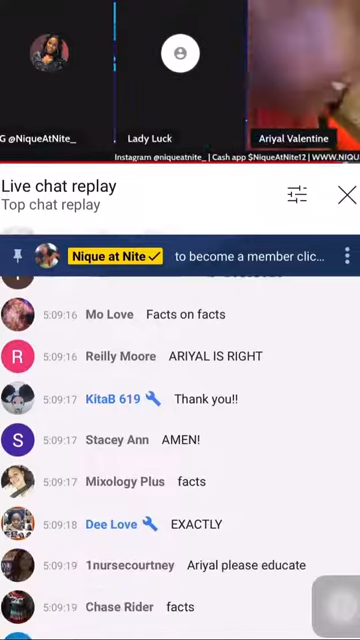 G @NiqueAtNite_
Lady Luck
Ariyal Valentine
Instagram @niqueatnite_ | Cash app $NiqueAtNite12 | WWW.NIQU
Live chat replay
Top chat replay
Nique at Nite to become a member clic...
5:09:16 Mo Love Facts on facts
R 5:09:16 Reilly Moore ARIYAL IS RIGHT
5:09:17 KitaB 619 Thank you!!
S 5:09:17 Stacey Ann AMEN!
5:09:17 Mixology Plus facts
5:09:18 Dee Love EXACTLY
5:09:19 1nursecourtney Ariyal please educate
5:09:19 Chase Rider facts